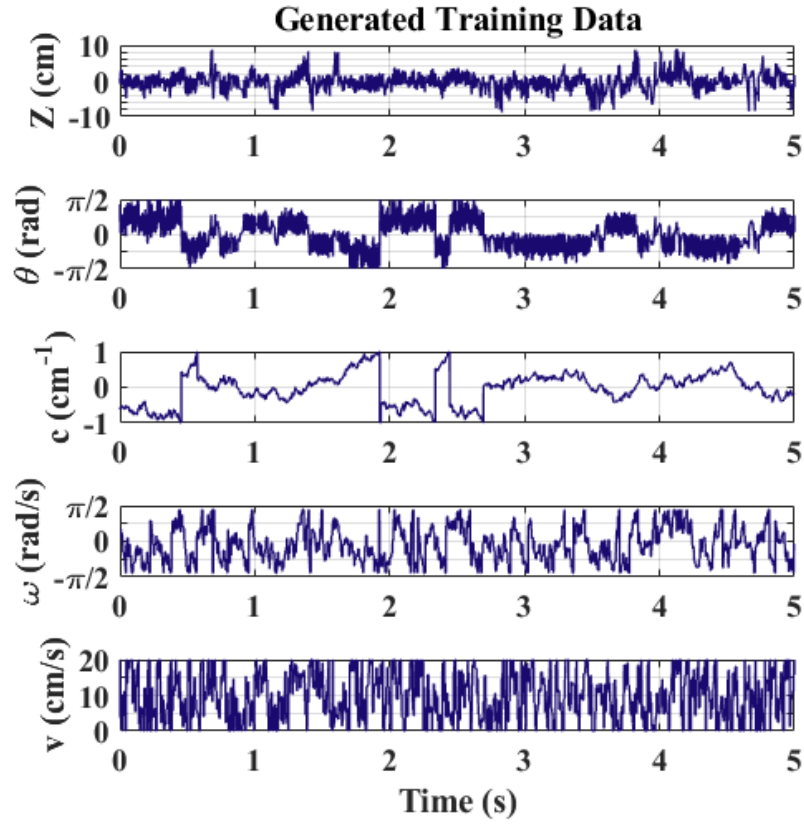 Generated Training Data
Z (cm)
10
0
-10
0 1 2 3 4 5
θ (rad)
π/2
0
-π/2
0 1 2 3 4 5
c (cm⁻¹)
1
0
-1
0 1 2 3 4 5
ω (rad/s)
π/2
0
-π/2
0 1 2 3 4 5
v (cm/s)
20
10
0
0 1 2 3 4 5
Time (s)